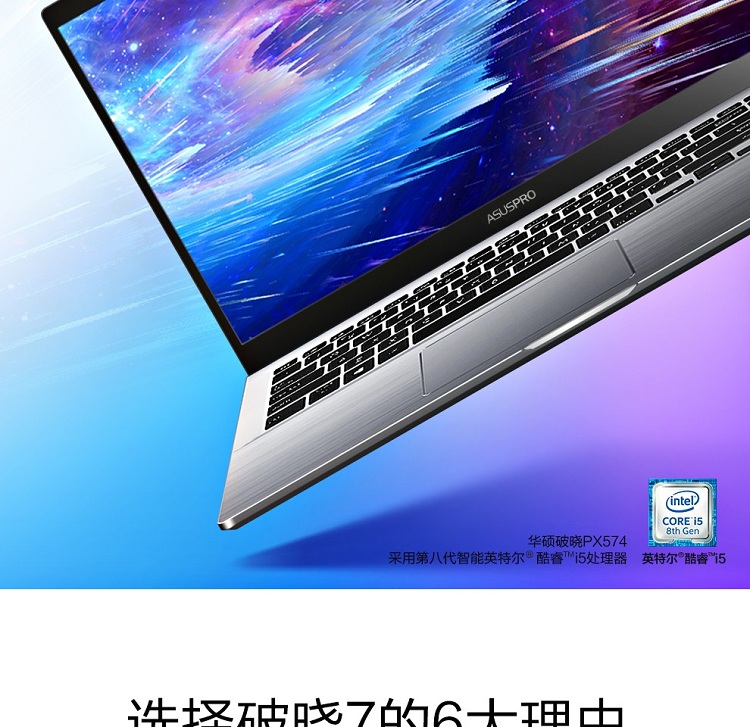 ASUSPRO
华硕破晓PX574
采用第八代智能英特尔®酷睿™i5处理器
intel
CORE i5
8th Gen
英特尔®酷睿™i5
选择破晓7的6大理由